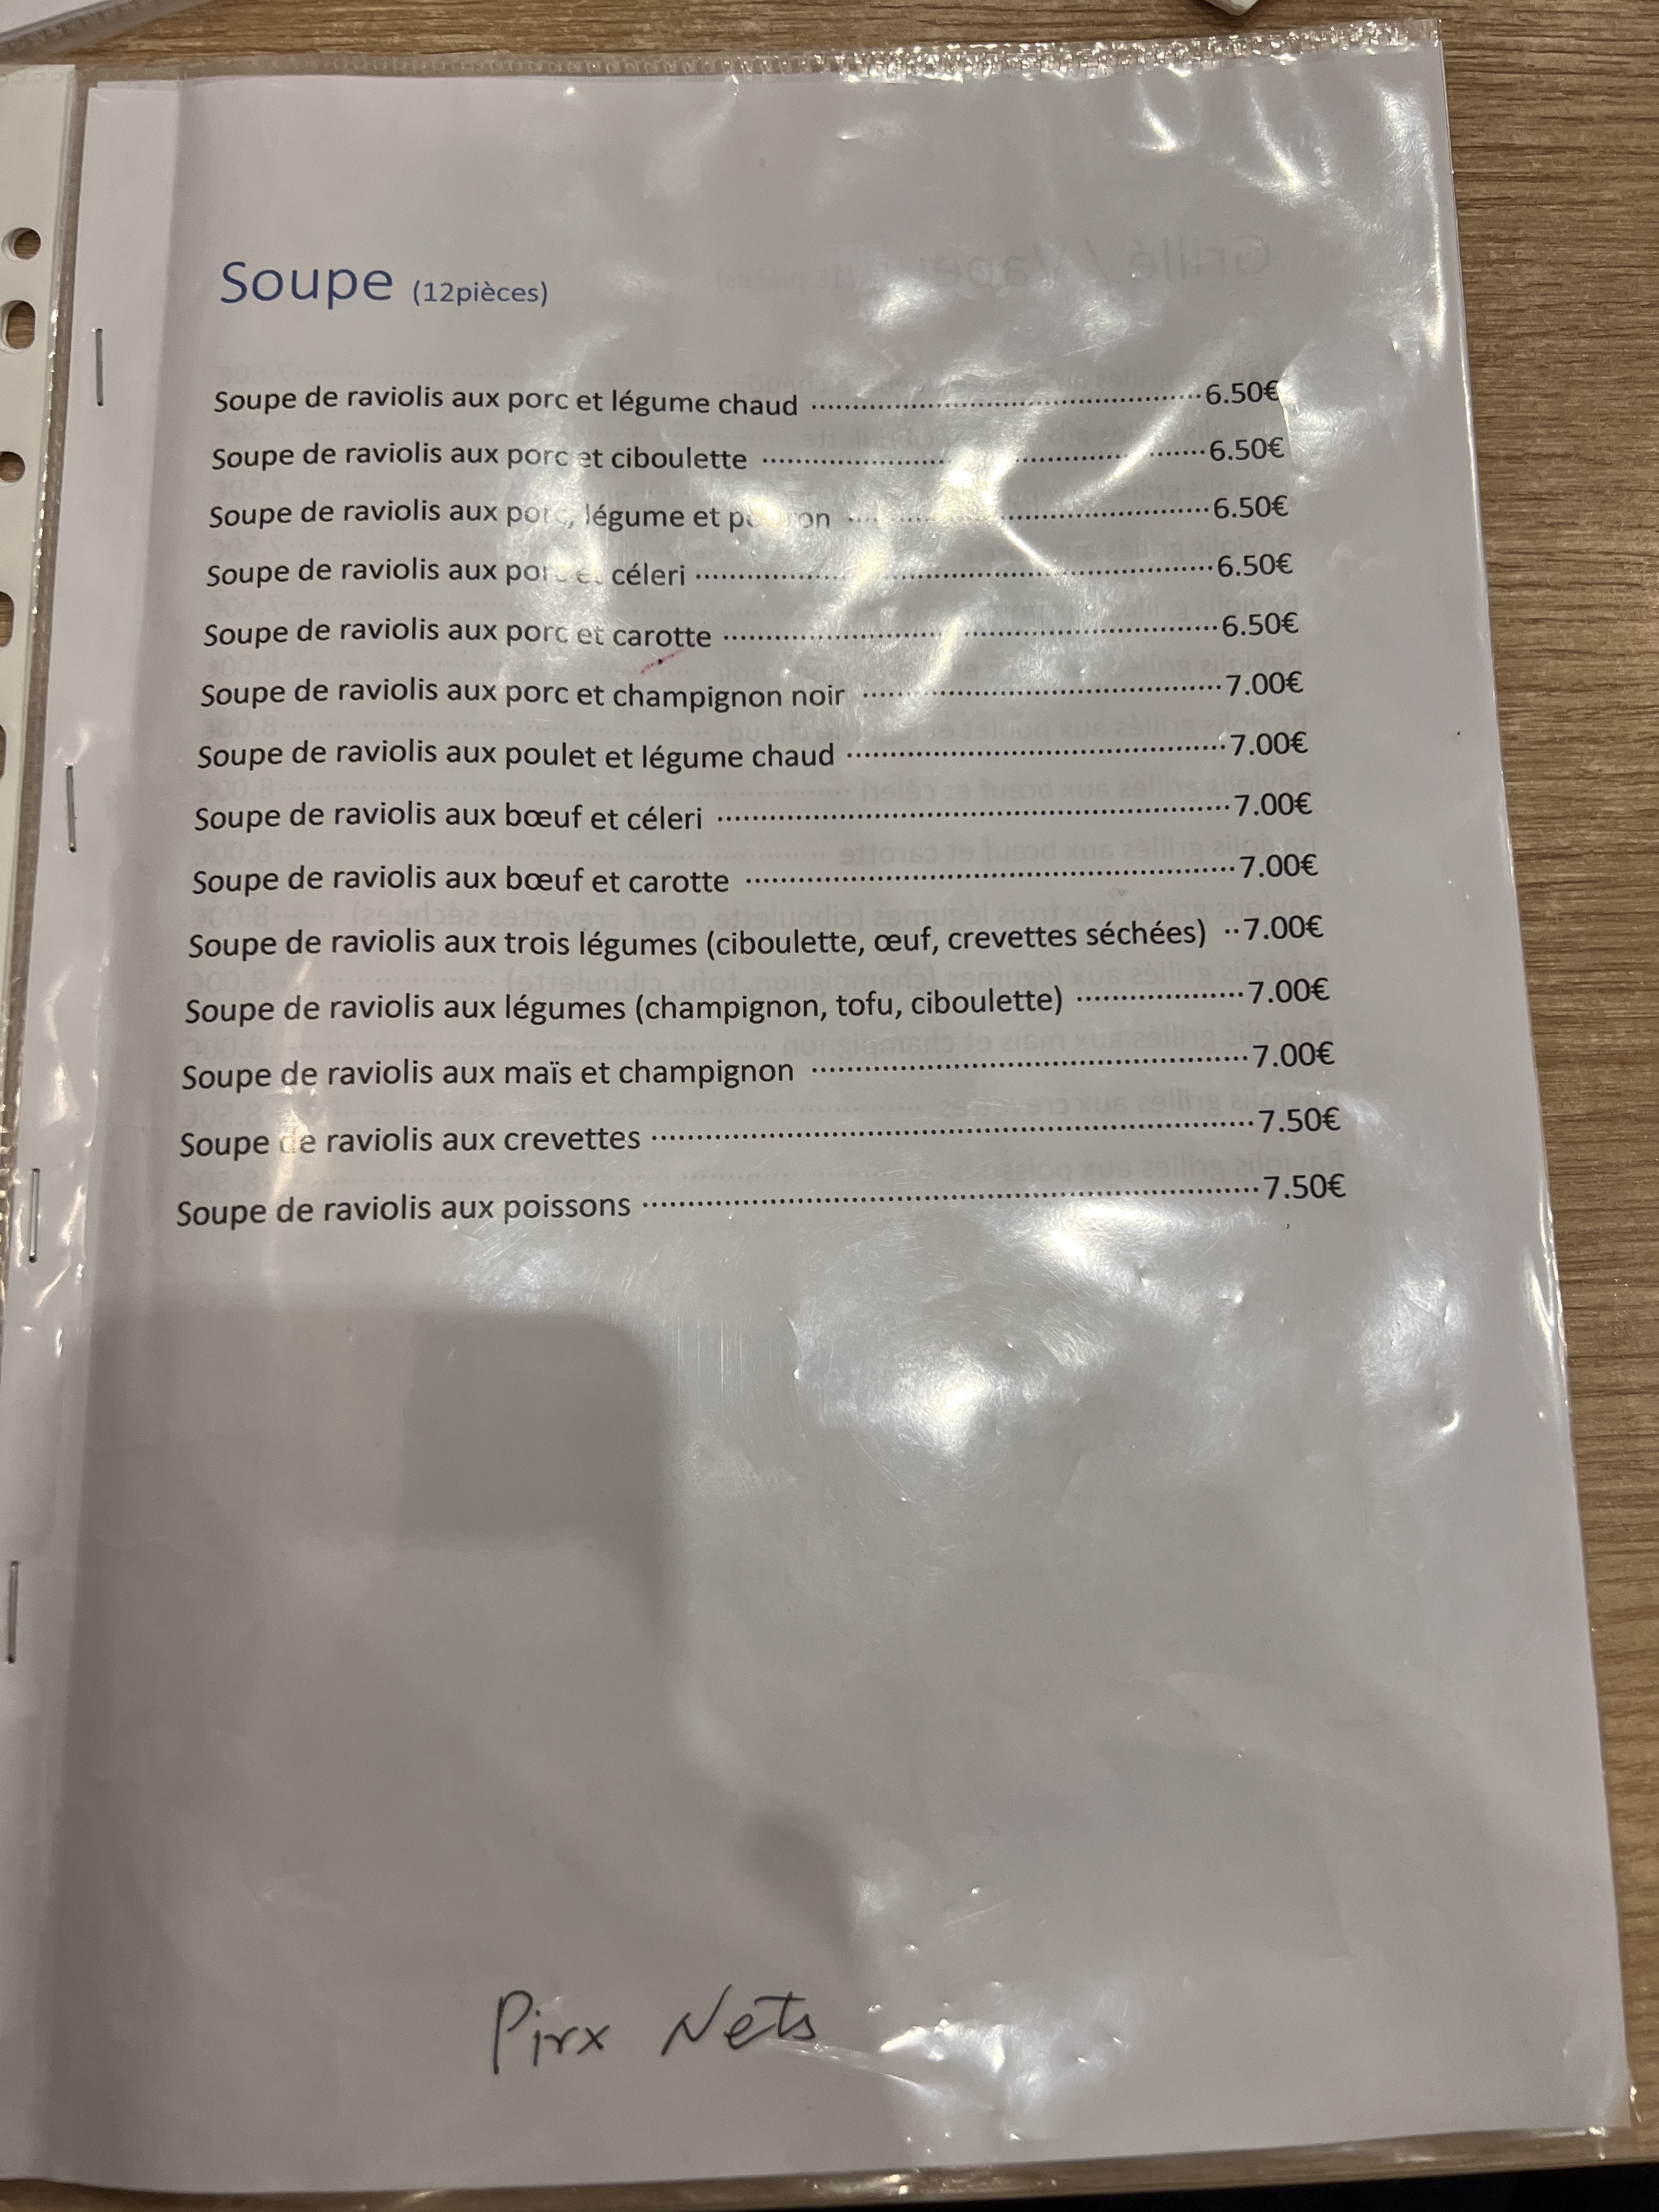 Soupe (12pièces)
Soupe de raviolis aux porc et légume chaud ................ 6.50€
Soupe de raviolis aux porc et ciboulette ................ 6.50€
Soupe de raviolis aux porc, légume et ................ 6.50€
Soupe de raviolis aux porc et céleri ................ 6.50€
Soupe de raviolis aux porc et carotte ................ 6.50€
Soupe de raviolis aux porc et champignon noir ................ 7.00€
Soupe de raviolis aux poulet et légume chaud ................ 7.00€
Soupe de raviolis aux bœuf et céleri ................ 7.00€
Soupe de raviolis aux bœuf et carotte ................ 7.00€
Soupe de raviolis aux trois légumes (ciboulette, œuf, crevettes séchées) ..7.00€
Soupe de raviolis aux légumes (champignon, tofu, ciboulette) ................ 7.00€
Soupe de raviolis aux maïs et champignon ................ 7.00€
Soupe de raviolis aux crevettes ................ 7.50€
Soupe de raviolis aux poissons ................ 7.50€
Pirx Nets